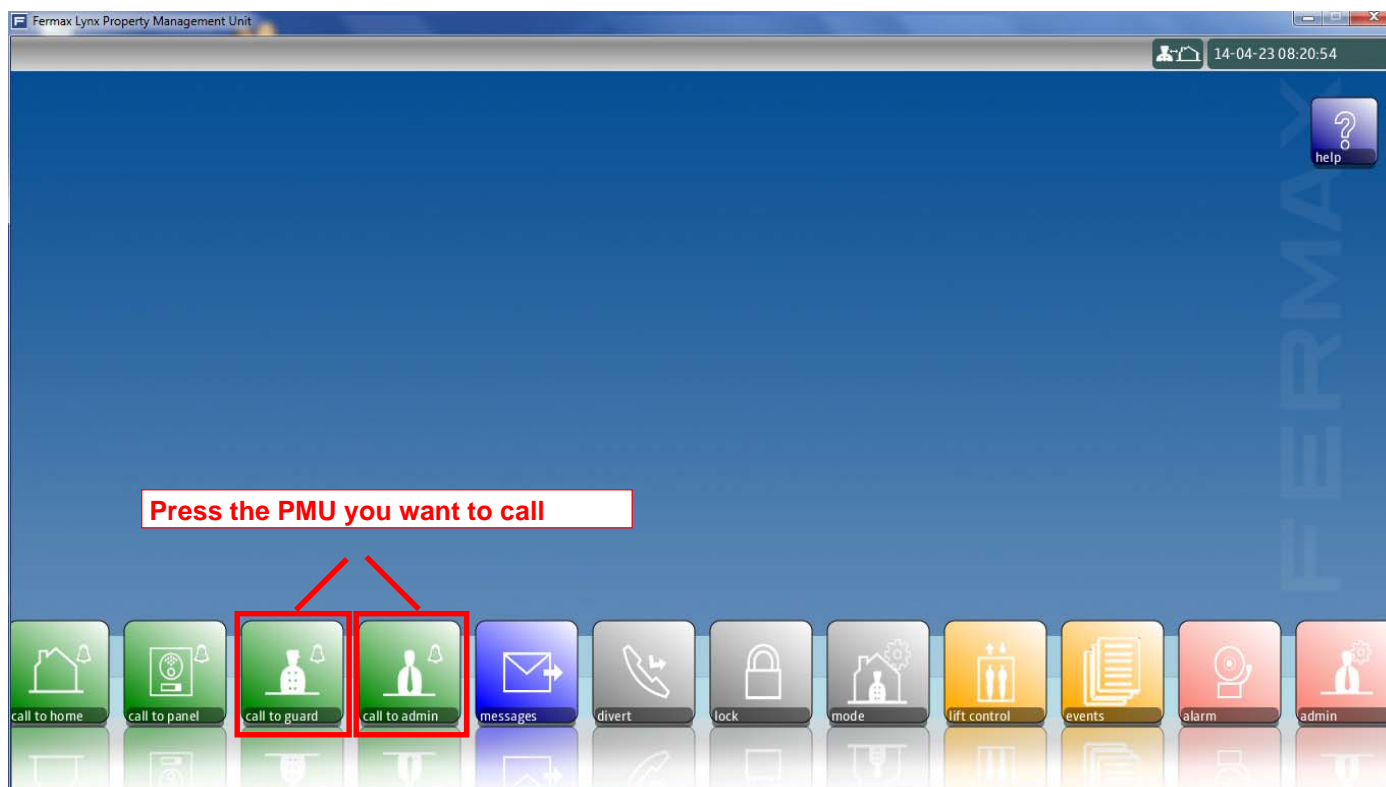 Fermax Lynx Property Management Unit
14-04-23 08:20:54
help
FERMAX
Press the PMU you want to call
call to home
call to panel
call to guard
call to admin
messages
divert
lock
mode
lift control
events
alarm
admin